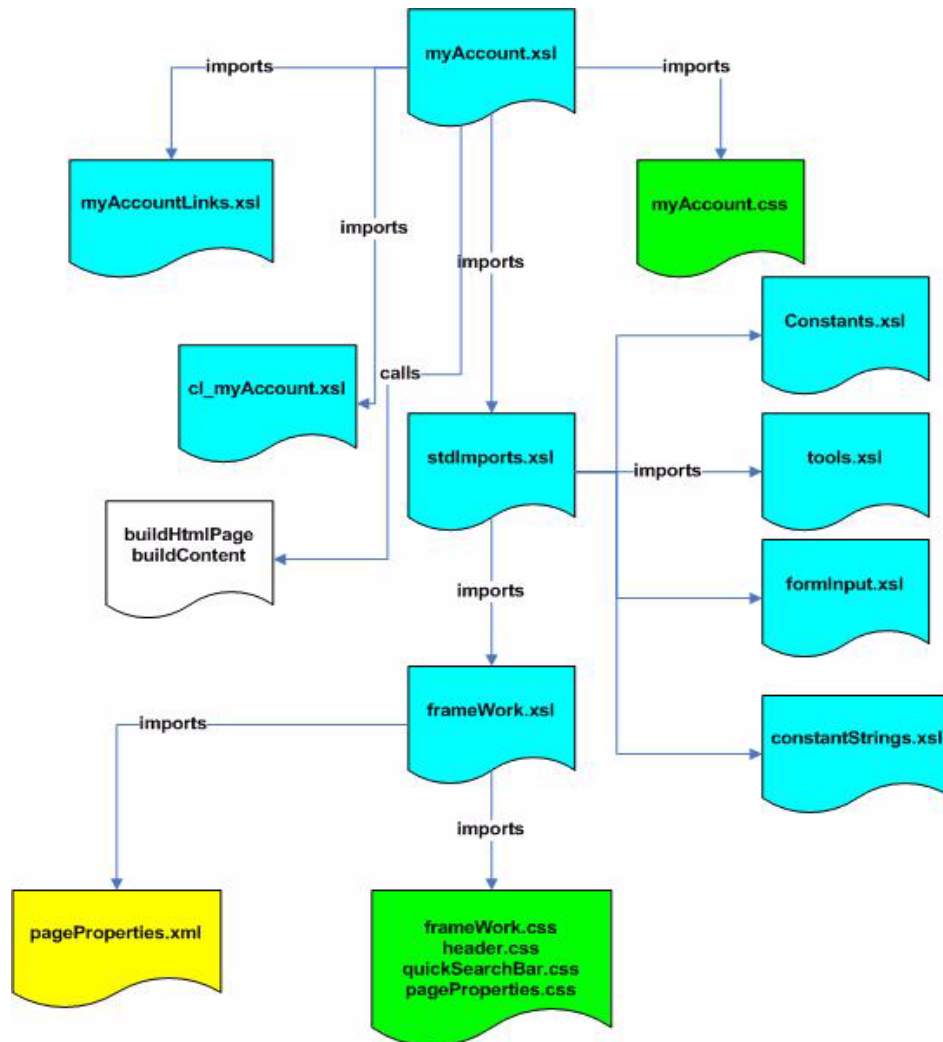 myAccount.xsl
imports
imports
myAccountLinks.xsl
myAccount.css
imports
imports
Constants.xsl
cl_myAccount.xsl
calls
stdImports.xsl
imports
tools.xsl
buildHtmlPage
buildContent
imports
formInput.xsl
frameWork.xsl
imports
constantStrings.xsl
imports
pageProperties.xml
frameWork.css
header.css
quickSearchBar.css
pageProperties.css